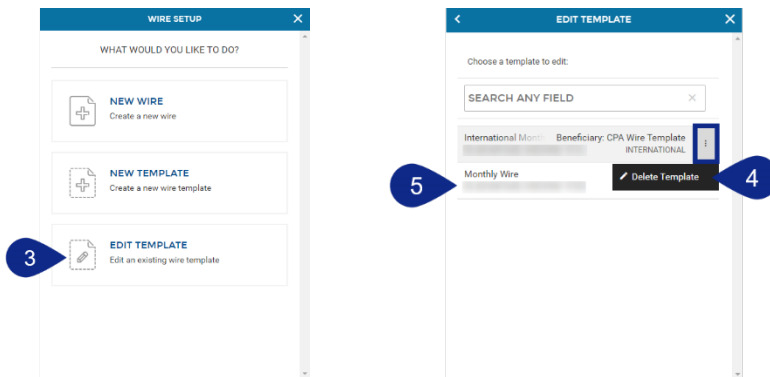 WIRE SETUP
WHAT WOULD YOU LIKE TO DO?
NEW WIRE
Create a new wire
NEW TEMPLATE
Create a new wire template
3
EDIT TEMPLATE
Edit an existing wire template
EDIT TEMPLATE
Choose a template to edit:
SEARCH ANY FIELD
International Beneficiary: CPA Wire Template
INTERNATIONAL
5
Monthly Wire
Delete Template
4